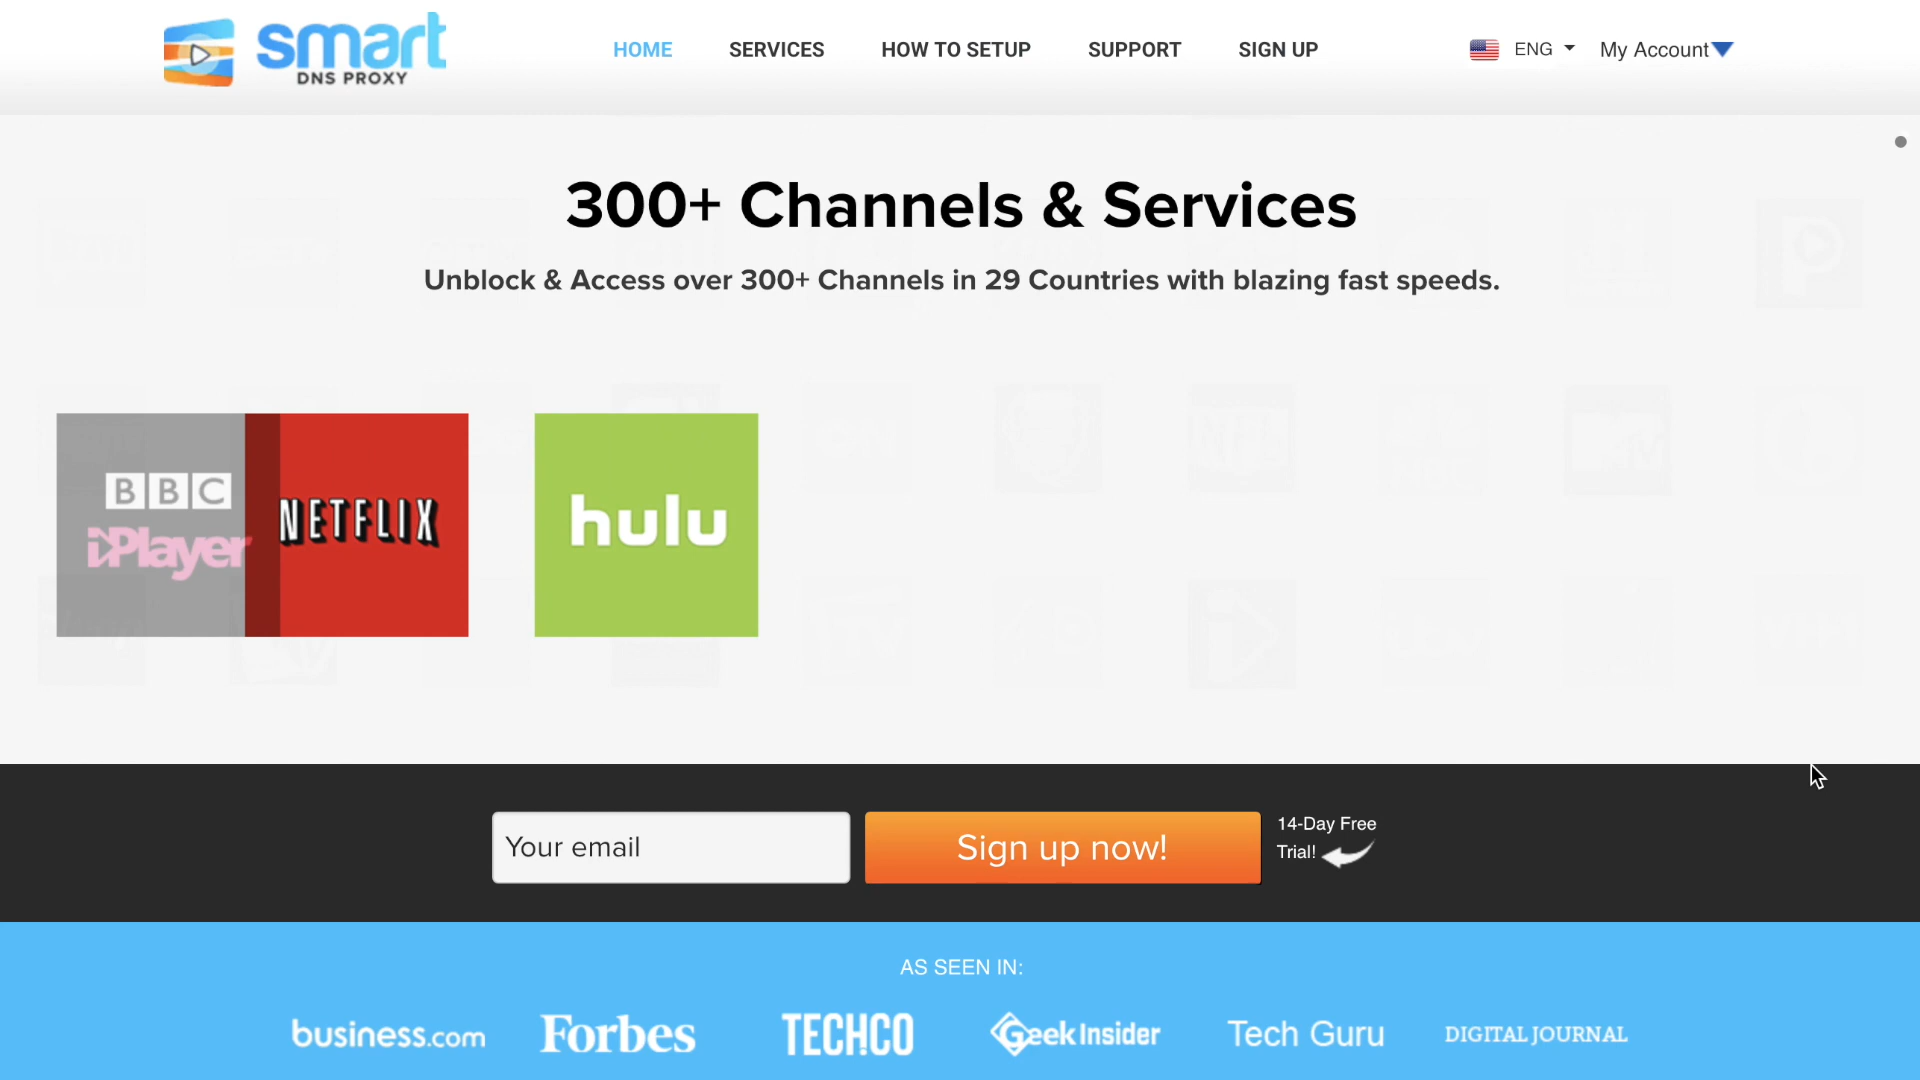 smart
DNS PROXY
HOME
SERVICES
HOW TO SETUP
SUPPORT
SIGN UP
ENG
My Account
300+ Channels & Services
Unblock & Access over 300+ Channels in 29 Countries with blazing fast speeds.
BBC
iPlayer
NETFLIX
hulu
Your email
Sign up now!
14-Day Free
Trial!
AS SEEN IN:
business.com
Forbes
TECHCO
Geek Insider
Tech Guru
DIGITAL JOURNAL